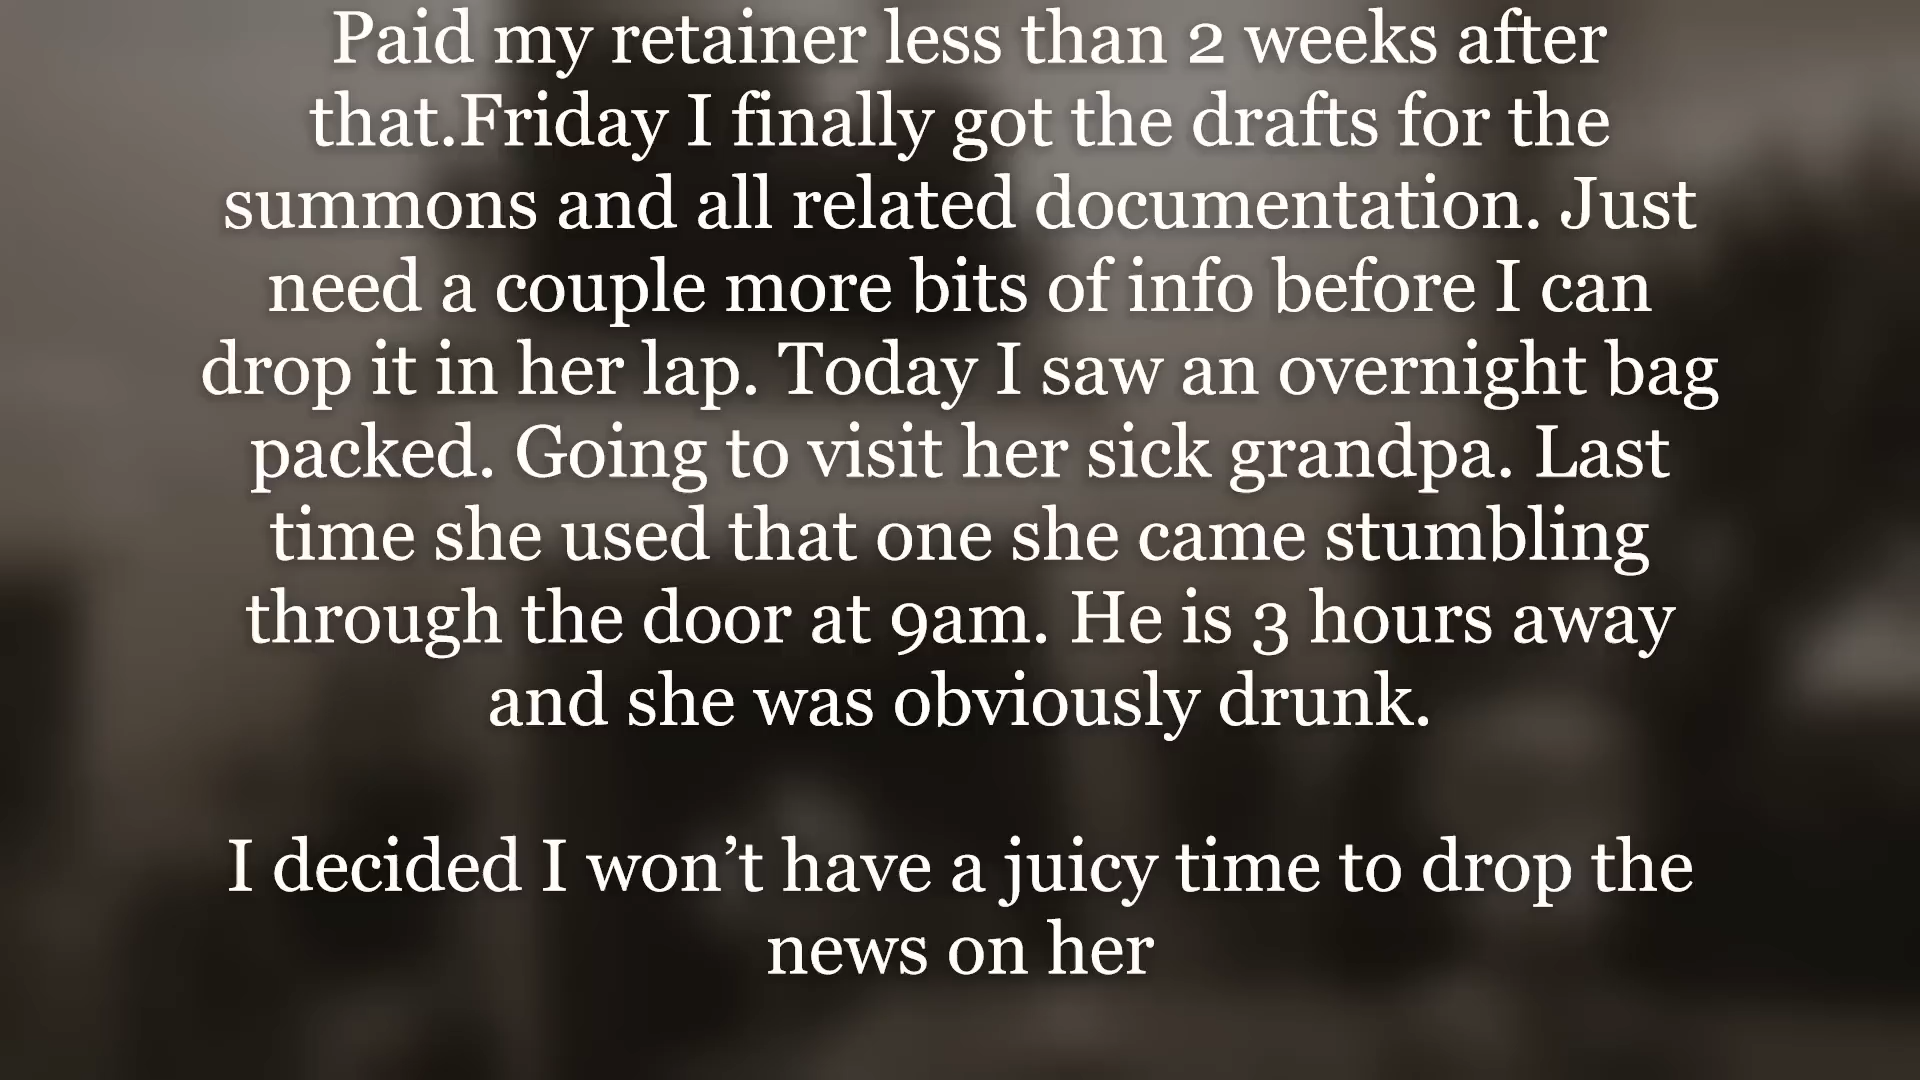 Paid my retainer less than 2 weeks after
that.Friday I finally got the drafts for the
summons and all related documentation. Just
need a couple more bits of info before I can
drop it in her lap. Today I saw an overnight bag
packed. Going to visit her sick grandpa. Last
time she used that one she came stumbling
through the door at 9am. He is 3 hours away
and she was obviously drunk.
I decided I won’t have a juicy time to drop the
news on her